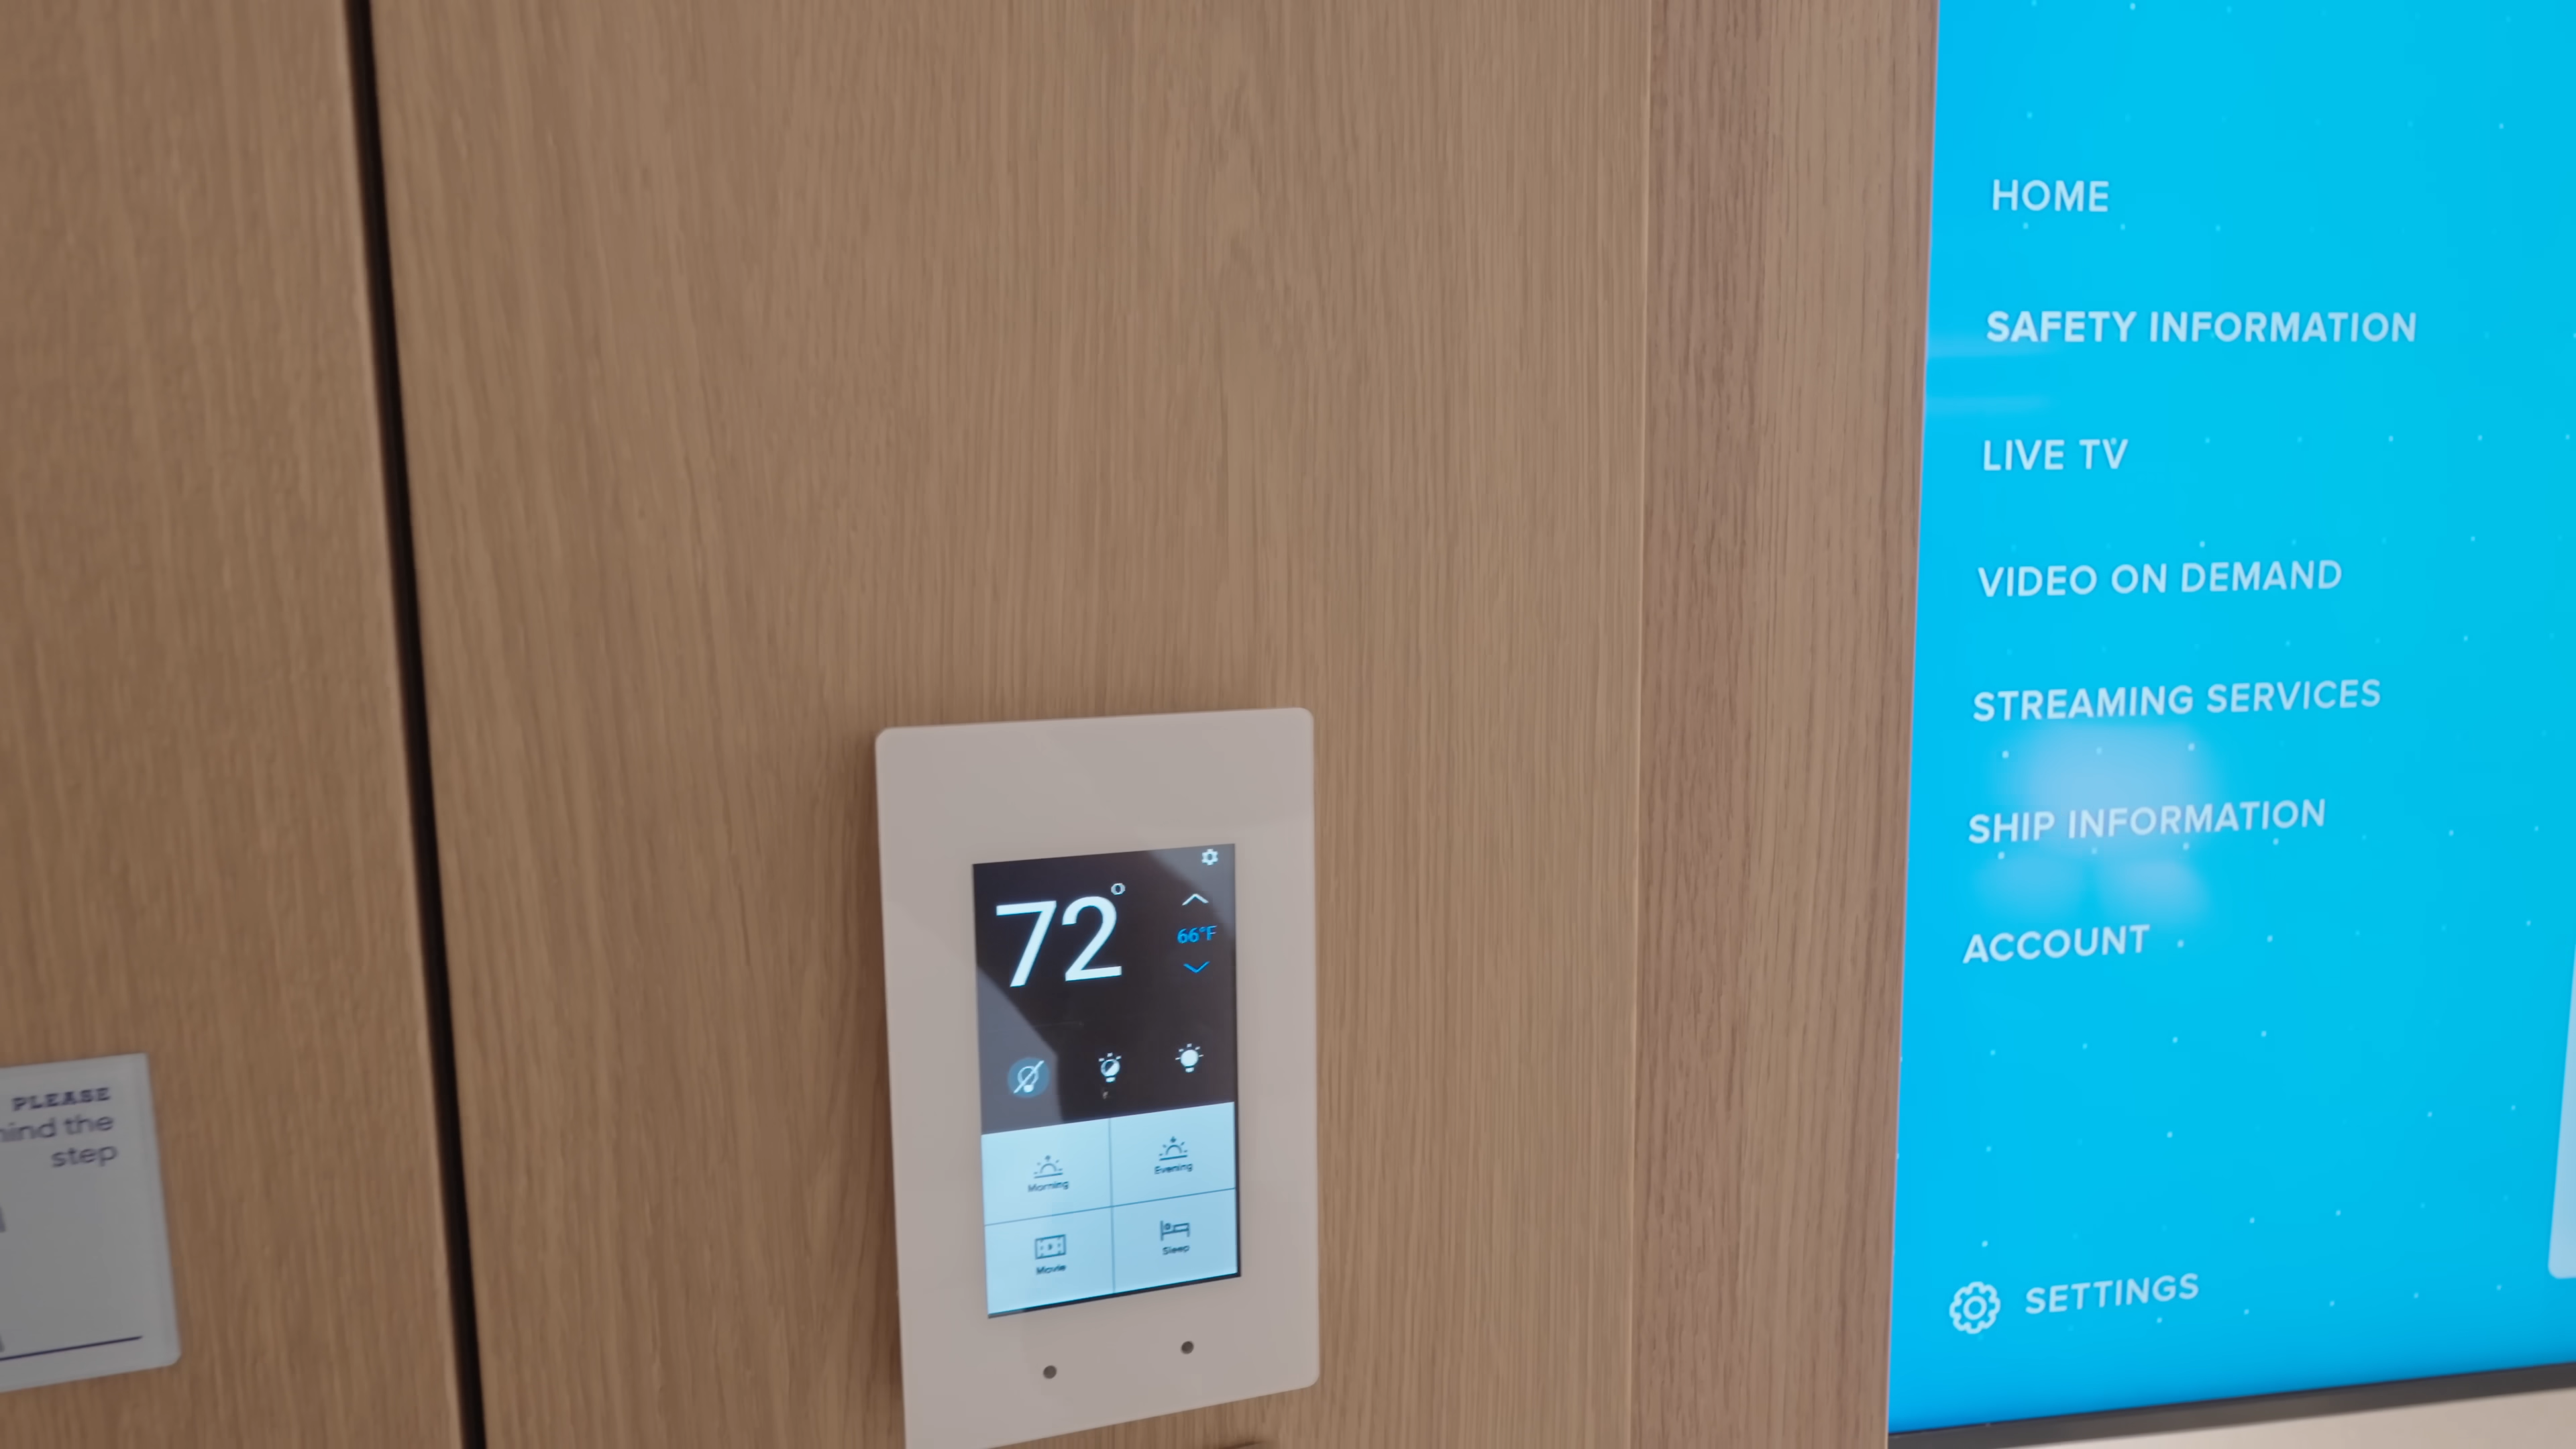 PLEASE
the
step
72°
66°F
Morning
Evening
Movie
Sleep
HOME
SAFETY INFORMATION
LIVE TV
VIDEO ON DEMAND
STREAMING SERVICES
SHIP INFORMATION
ACCOUNT
SETTINGS